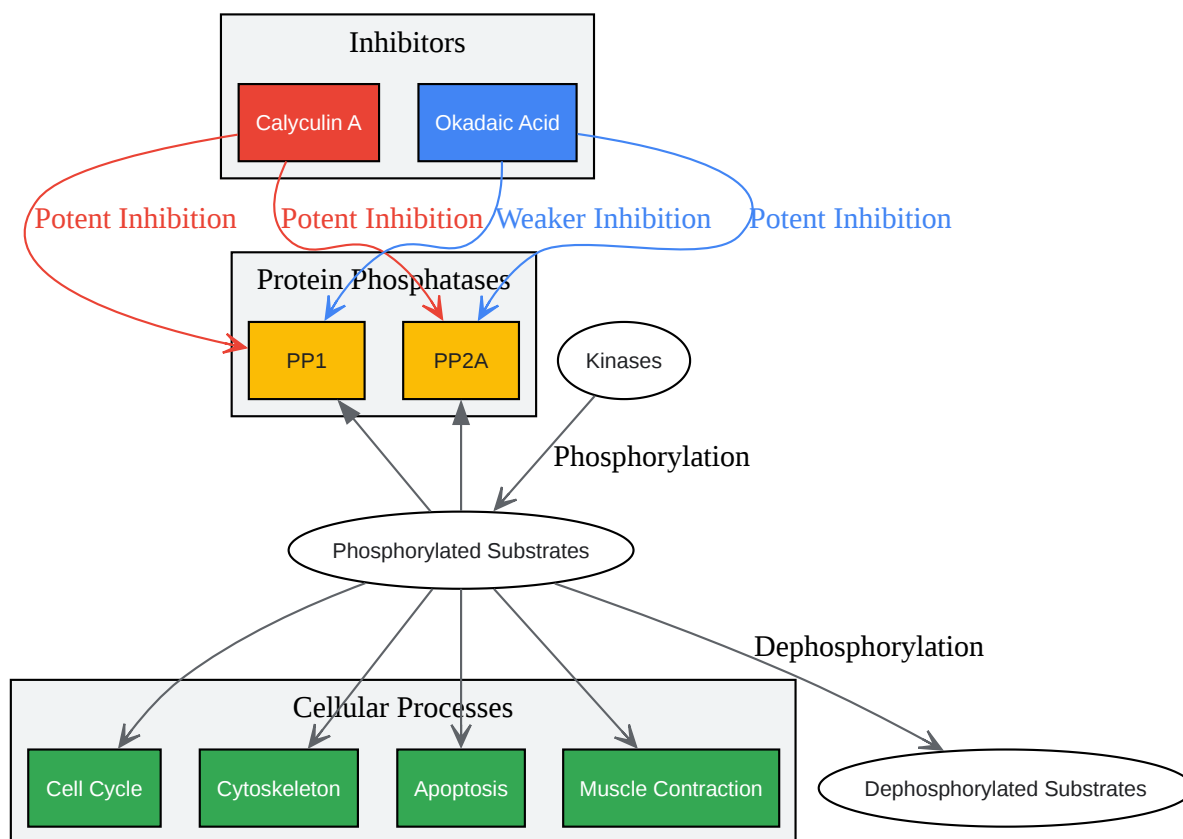 Inhibitors
Calyculin A
Okadaic Acid
Potent Inhibition
Potent Inhibition
Weaker Inhibition
Potent Inhibition
Protein Phosphatases
PP1
PP2A
Kinases
Phosphorylation
Phosphorylated Substrates
Dephosphorylation
Cellular Processes
Cell Cycle
Cytoskeleton
Apoptosis
Muscle Contraction
Dephosphorylated Substrates